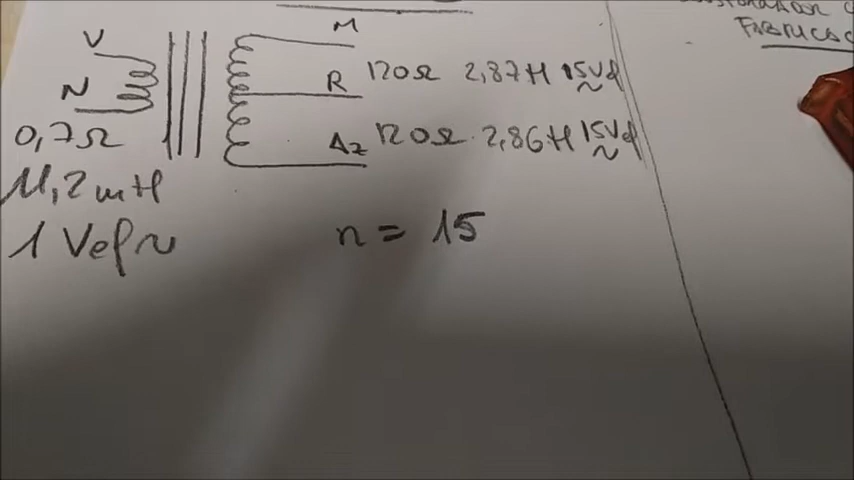 V
M
N
R 120Ω 2,87H 15Vef
~
0,7Ω
Az 120Ω 2,86H 15Vef
~
11,2mH
1 Vef~
n = 15